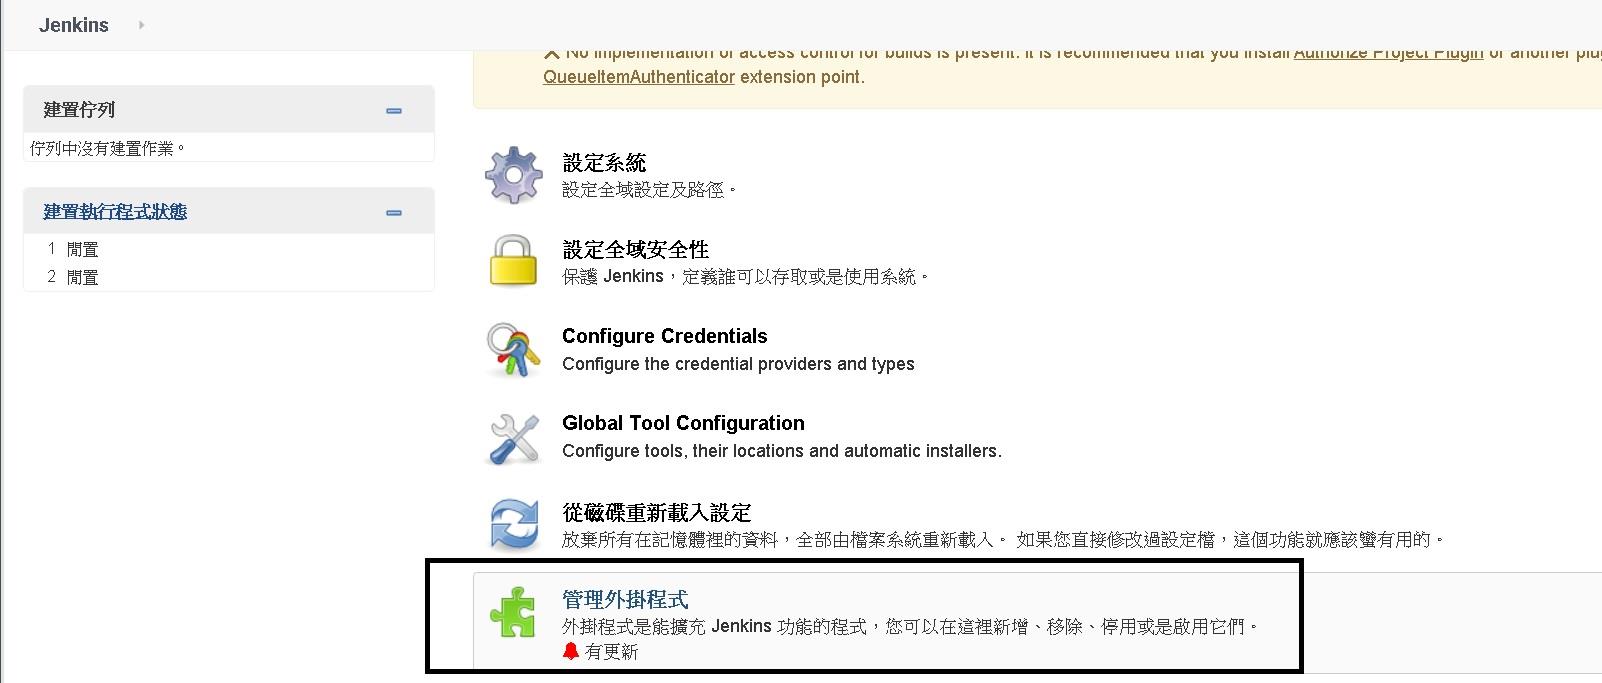 Jenkins
No implementation of access control for builds is present. It is recommended that you install Authorize Project Plugin or another
QueueItemAuthenticator extension point.
建置佇列
佇列中沒有建置作業。
建置執行程式狀態
1 閒置
2 閒置
設定系統
設定全域設定及路徑。
設定全域安全性
保護 Jenkins，定義誰可以存取或是使用系統。
Configure Credentials
Configure the credential providers and types
Global Tool Configuration
Configure tools, their locations and automatic installers.
從磁碟重新載入設定
放棄所有在記憶體裡的資料，全部由檔案系統重新載入。 如果您直接修改過設定檔，這個功能就應該蠻有用的。
管理外掛程式
外掛程式是能擴充 Jenkins 功能的程式，您可以在這裡新增、移除、停用或是啟用它們。
有更新